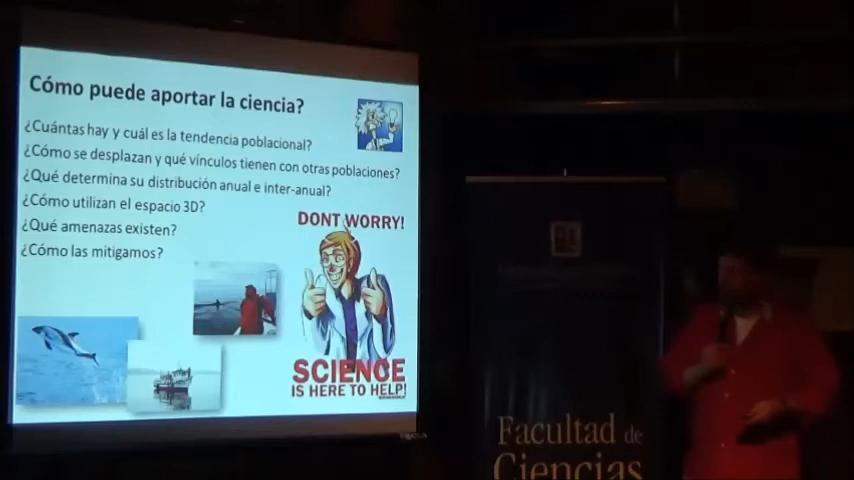 Cómo puede aportar la ciencia?
¿Cuántas hay y cuál es la tendencia poblacional?
¿Cómo se desplazan y qué vínculos tienen con otras poblaciones?
¿Qué determina su distribución anual e inter-anual?
¿Cómo utilizan el espacio 3D?
¿Qué amenazas existen?
¿Cómo las mitigamos?
DONT WORRY!
SCIENCE
IS HERE TO HELP!
Facultad de
Ciencias